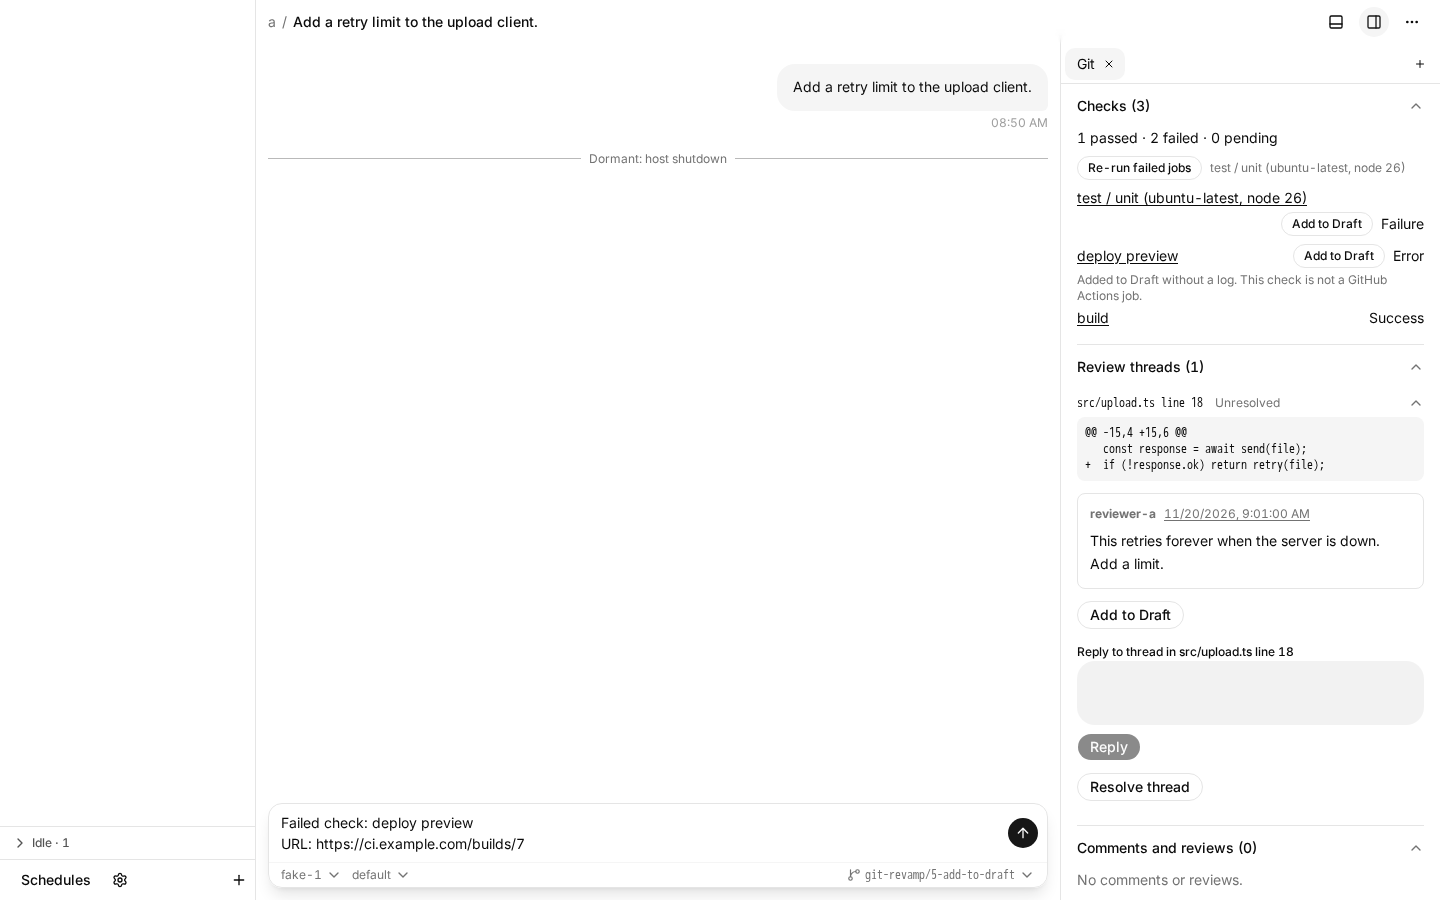 a / Add a retry limit to the upload client.
Add a retry limit to the upload client.
08:50 AM
Dormant: host shutdown
Git
Checks (3)
1 passed · 2 failed · 0 pending
Re-run failed jobs test / unit (ubuntu-latest, node 26)
test / unit (ubuntu-latest, node 26)
Add to Draft Failure
deploy preview Add to Draft Error
Added to Draft without a log. This check is not a GitHub
Actions job.
build Success
Review threads (1)
src/upload.ts line 18 Unresolved
@@ -15,4 +15,6 @@
const response = await send(file);
+ if (!response.ok) return retry(file);
reviewer-a 11/20/2026, 9:01:00 AM
This retries forever when the server is down.
Add a limit.
Add to Draft
Reply to thread in src/upload.ts line 18
Reply
Resolve thread
Comments and reviews (0)
No comments or reviews.
Failed check: deploy preview
URL: https://ci.example.com/builds/7
fake-1 default git-revamp/5-add-to-draft
Idle · 1
Schedules